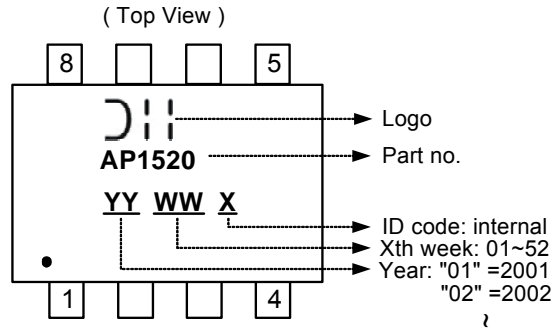 ( Top View )
8 5
Logo
AP1520 Part no.
YY WW X
ID code: internal
Xth week: 01~52
Year: "01" =2001
"02" =2002
~
1 4